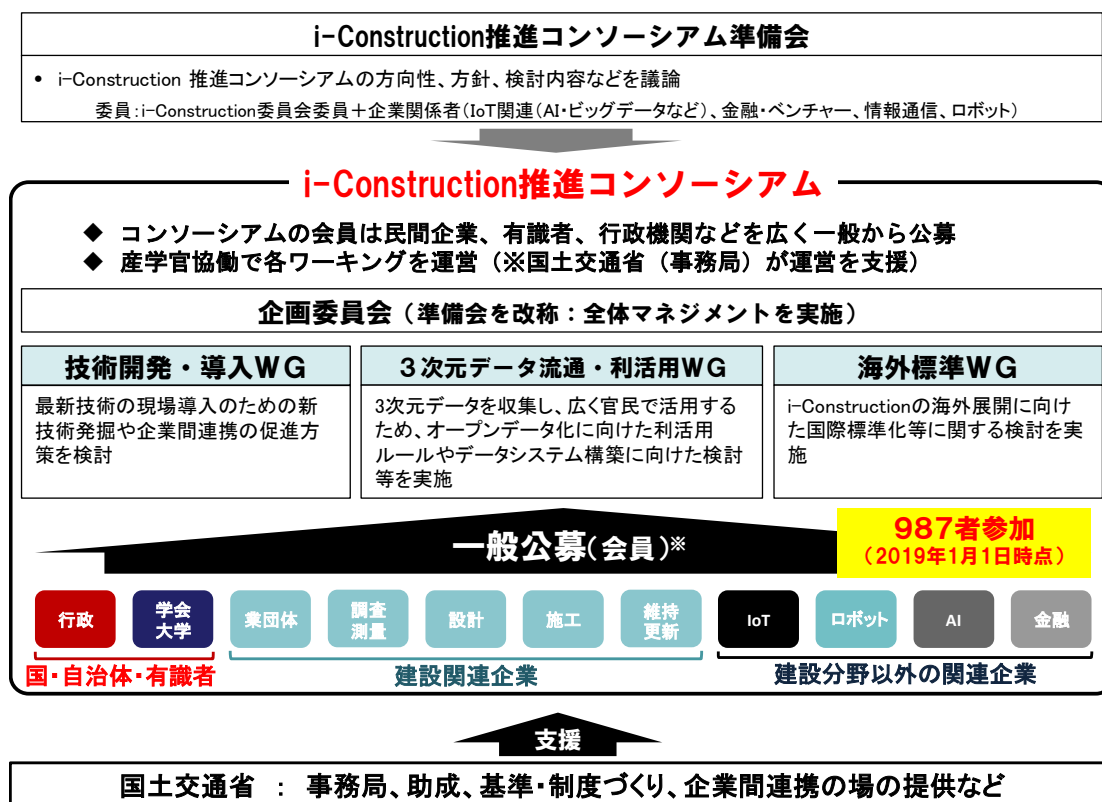 i-Construction推進コンソーシアム準備会
• i-Construction 推進コンソーシアムの方向性、方針、検討内容などを議論
委員：i-Construction委員会委員＋企業関係者（IoT関連（AI・ビッグデータなど）、金融・ベンチャー、情報通信、ロボット）
i-Construction推進コンソーシアム
◆ コンソーシアムの会員は民間企業、有識者、行政機関などを広く一般から公募
◆ 産学官協働で各ワーキングを運営（※国土交通省（事務局）が運営を支援）
企画委員会（準備会を改称：全体マネジメントを実施）
技術開発・導入ＷＧ
最新技術の現場導入のための新
技術発掘や企業間連携の促進方
策を検討
３次元データ流通・利活用ＷＧ
3次元データを収集し、広く官民で活用する
ため、オープンデータ化に向けた利活用
ルールやデータシステム構築に向けた検討
等を実施
海外標準ＷＧ
i-Constructionの海外展開に向け
た国際標準化等に関する検討を実
施
一般公募（会員）※
987者参加
（2019年1月1日時点）
行政
学会
大学
業団体
調査
測量
設計
施工
維持
更新
IoT
ロボット
AI
金融
国・自治体・有識者
建設関連企業
建設分野以外の関連企業
支援
国土交通省 ： 事務局、助成、基準・制度づくり、企業間連携の場の提供など